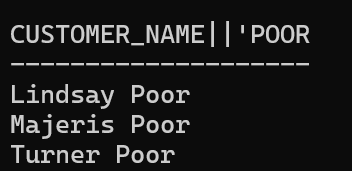 CUSTOMER_NAME||'POOR
--------------------
Lindsay Poor
Majeris Poor
Turner Poor